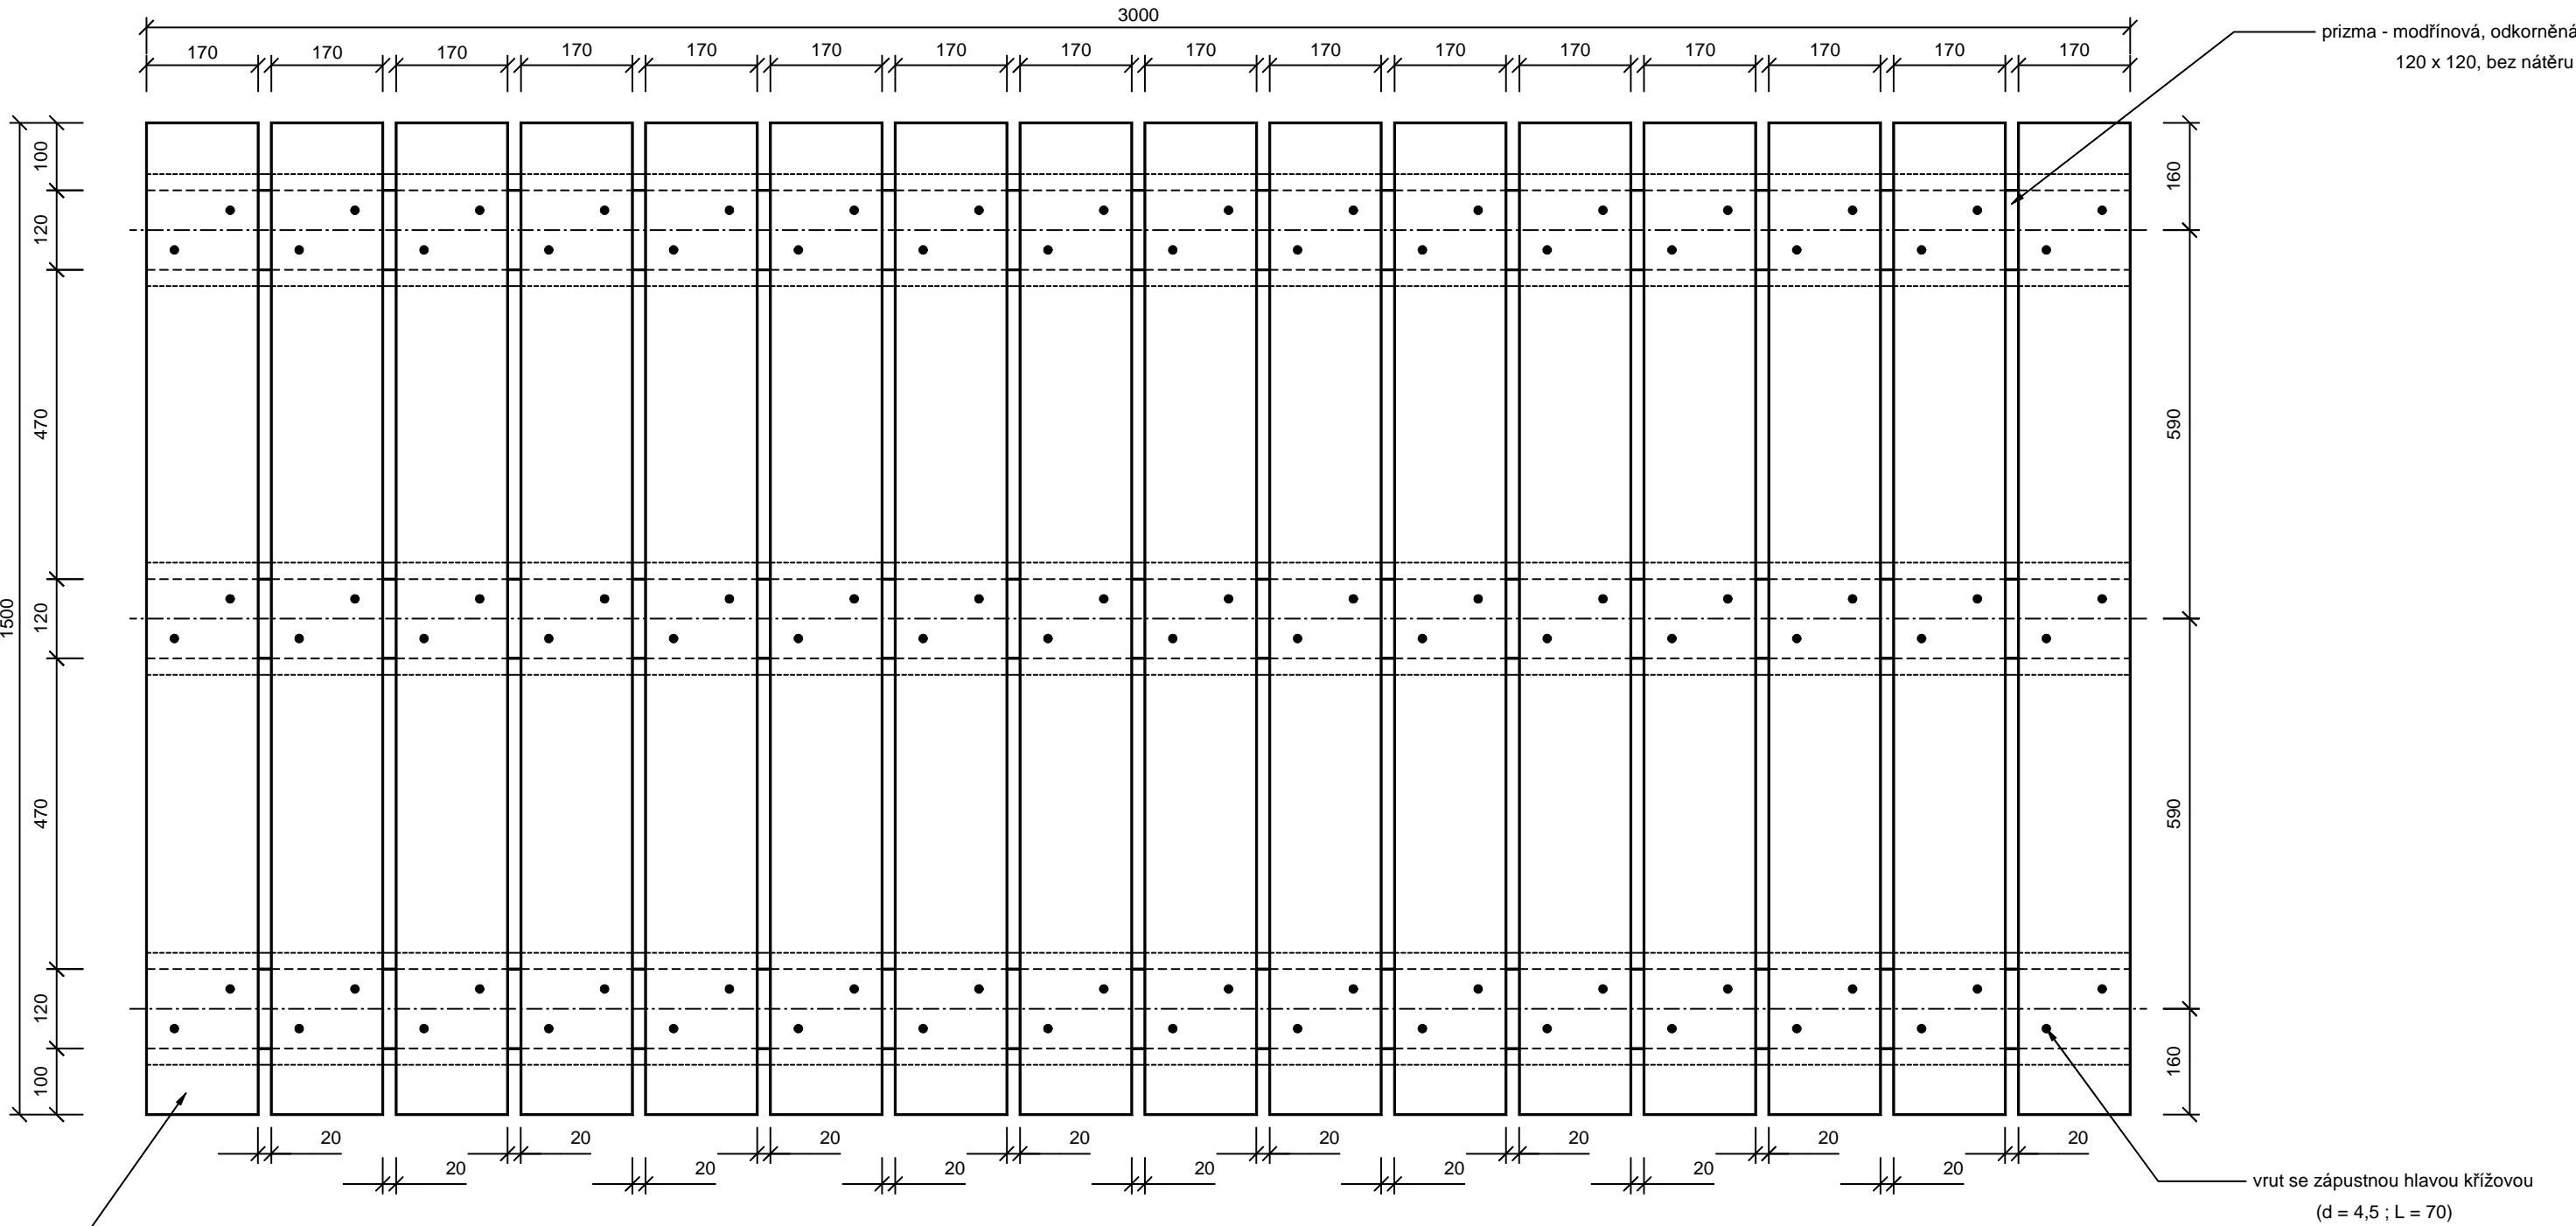 3000
170 170 170 170 170 170 170 170 170 170 170 170 170 170 170 170
prizma - modřínová, odkorněná
120 x 120, bez nátěru
1500
100
120
470
120
470
120
100
160
590
590
160
20 20 20 20 20 20 20 20
20 20 20 20 20 20 20
vrut se zápustnou hlavou křížovou
(d = 4,5 ; L = 70)